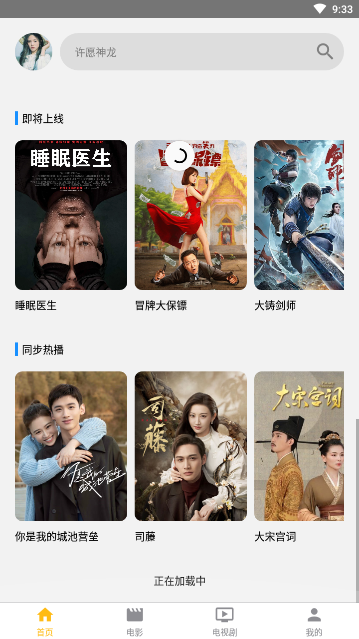 9:33
许愿神龙
即将上线
睡眠医生
冒牌大保镖
大铸剑师
睡眠医生
保镖
同步热播
司藤
大宋宫词
你是我的城池营垒
司藤
大宋宫词
正在加载中
首页
电影
电视剧
我的